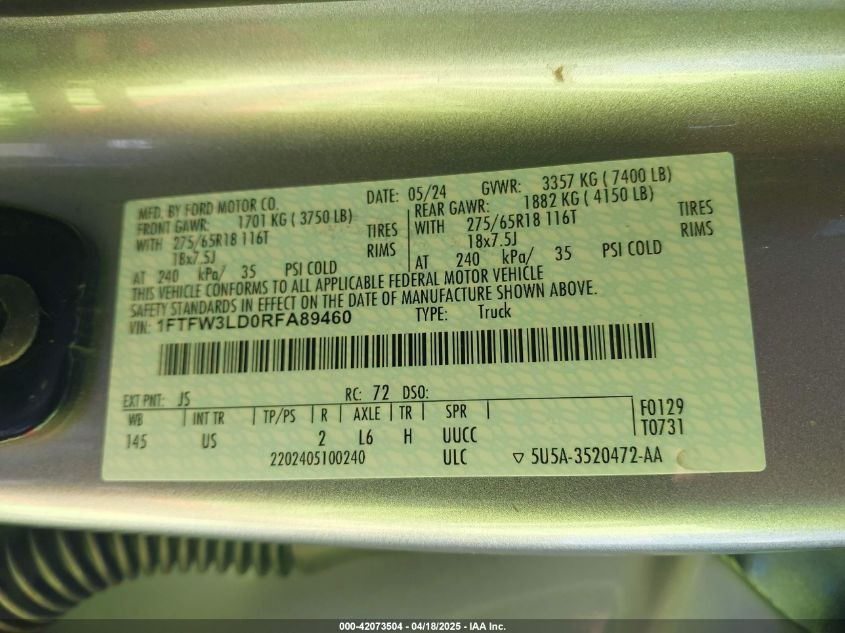 MFD. BY FORD MOTOR CO. DATE: 05/24 GVWR: 3357 KG ( 7400 LB)
FRONT GAWR: 1701 KG ( 3750 LB) REAR GAWR: 1882 KG ( 4150 LB)
WITH 275/65R18 116T TIRES WITH 275/65R18 116T TIRES
18x7.5J RIMS 18x7.5J RIMS
AT 240 kPa/ 35 PSI COLD AT 240 kPa/ 35 PSI COLD
THIS VEHICLE CONFORMS TO ALL APPLICABLE FEDERAL MOTOR VEHICLE
SAFETY STANDARDS IN EFFECT ON THE DATE OF MANUFACTURE SHOWN ABOVE.
VIN: 1FTFW3LD0RFA89460 TYPE: Truck
EXT PNT: JS RC: 72 DSO:
WB INT TR TP/PS R AXLE TR SPR F0129
145 US 2 L6 H UUCC T0731
2202405100240 ULC ▽ 5U5A-3520472-AA
000-42073504 - 04/18/2025 - IAA Inc.